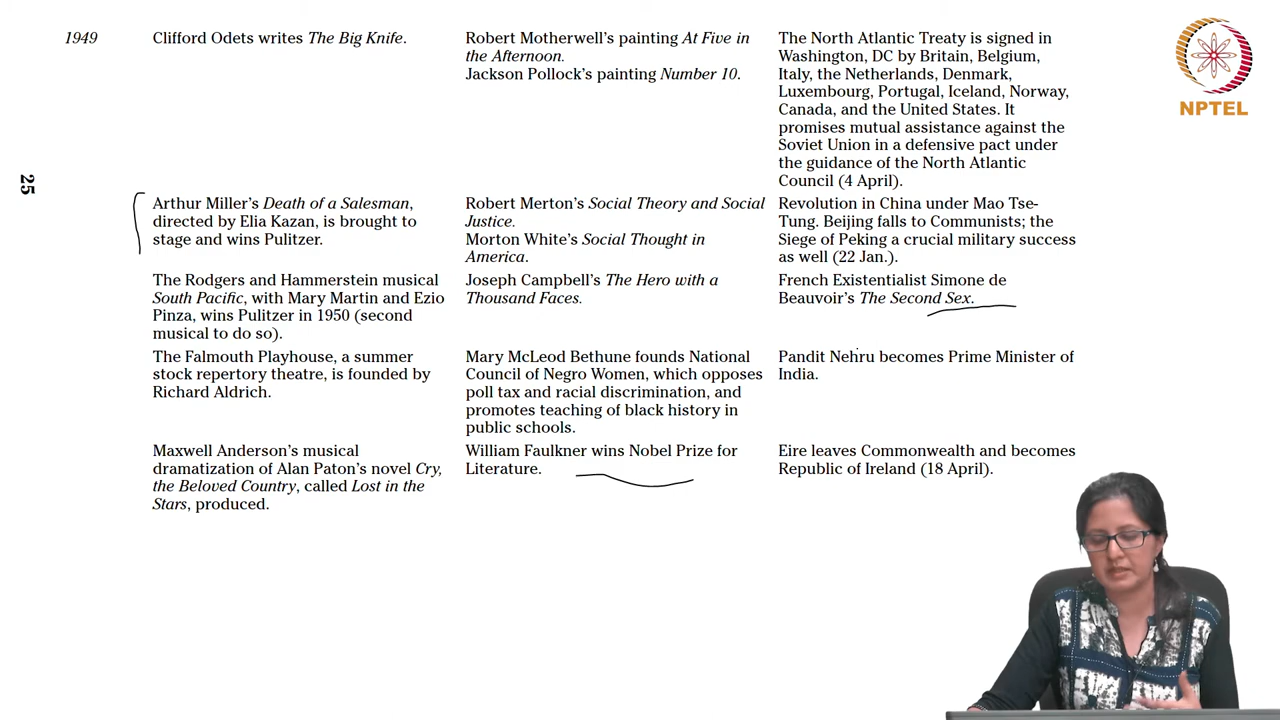 1949
Clifford Odets writes The Big Knife.
Robert Motherwell's painting At Five in
the Afternoon.
Jackson Pollock's painting Number 10.
The North Atlantic Treaty is signed in
Washington, DC by Britain, Belgium,
Italy, the Netherlands, Denmark,
Luxembourg, Portugal, Iceland, Norway,
Canada, and the United States. It
promises mutual assistance against the
Soviet Union in a defensive pact under
the guidance of the North Atlantic
Council (4 April).
NPTEL
25
Arthur Miller's Death of a Salesman,
directed by Elia Kazan, is brought to
stage and wins Pulitzer.
Robert Merton's Social Theory and Social
Justice.
Morton White's Social Thought in
America.
Revolution in China under Mao Tse-
Tung. Beijing falls to Communists; the
Siege of Peking a crucial military success
as well (22 Jan.).
The Rodgers and Hammerstein musical
South Pacific, with Mary Martin and Ezio
Pinza, wins Pulitzer in 1950 (second
musical to do so).
Joseph Campbell's The Hero with a
Thousand Faces.
French Existentialist Simone de
Beauvoir's The Second Sex.
The Falmouth Playhouse, a summer
stock repertory theatre, is founded by
Richard Aldrich.
Mary McLeod Bethune founds National
Council of Negro Women, which opposes
poll tax and racial discrimination, and
promotes teaching of black history in
public schools.
Pandit Nehru becomes Prime Minister of
India.
Maxwell Anderson's musical
dramatization of Alan Paton's novel Cry,
the Beloved Country, called Lost in the
Stars, produced.
William Faulkner wins Nobel Prize for
Literature.
Eire leaves Commonwealth and becomes
Republic of Ireland (18 April).